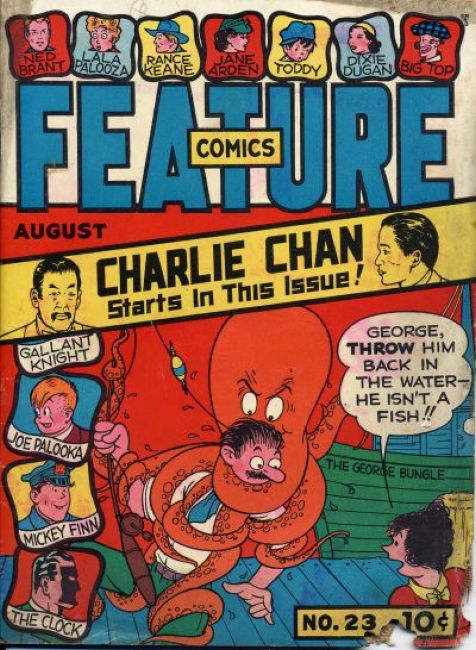 NED
BRANT
LALA
PALOOZA
RANCE
KEANE
JANE
ARDEN
TODDY
DIXIE
DUGAN
BIG TOP
FEATURE
COMICS
AUGUST
CHARLIE CHAN
Starts In This Issue!
GALLANT
KNIGHT
JOE PALOOKA
MICKEY FINN
THE CLOCK
GEORGE,
THROW HIM
BACK IN
THE WATER-
HE ISN'T A
FISH!!
THE GEORGE BUNGLE
NO. 23 - 10¢